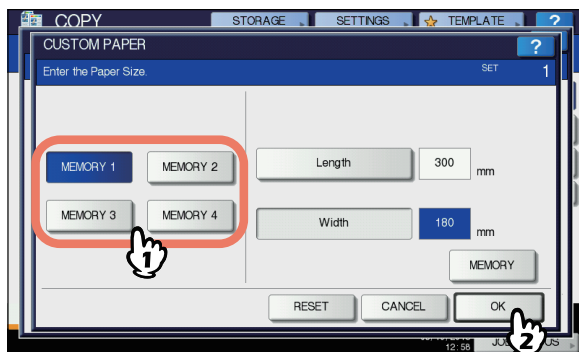 COPY STORAGE SETTINGS TEMPLATE ?
CUSTOM PAPER ?
Enter the Paper Size. SET 1
MEMORY 1 MEMORY 2 Length 300 mm
MEMORY 3 MEMORY 4 Width 180 mm
1
MEMORY
RESET CANCEL OK
2
12:58